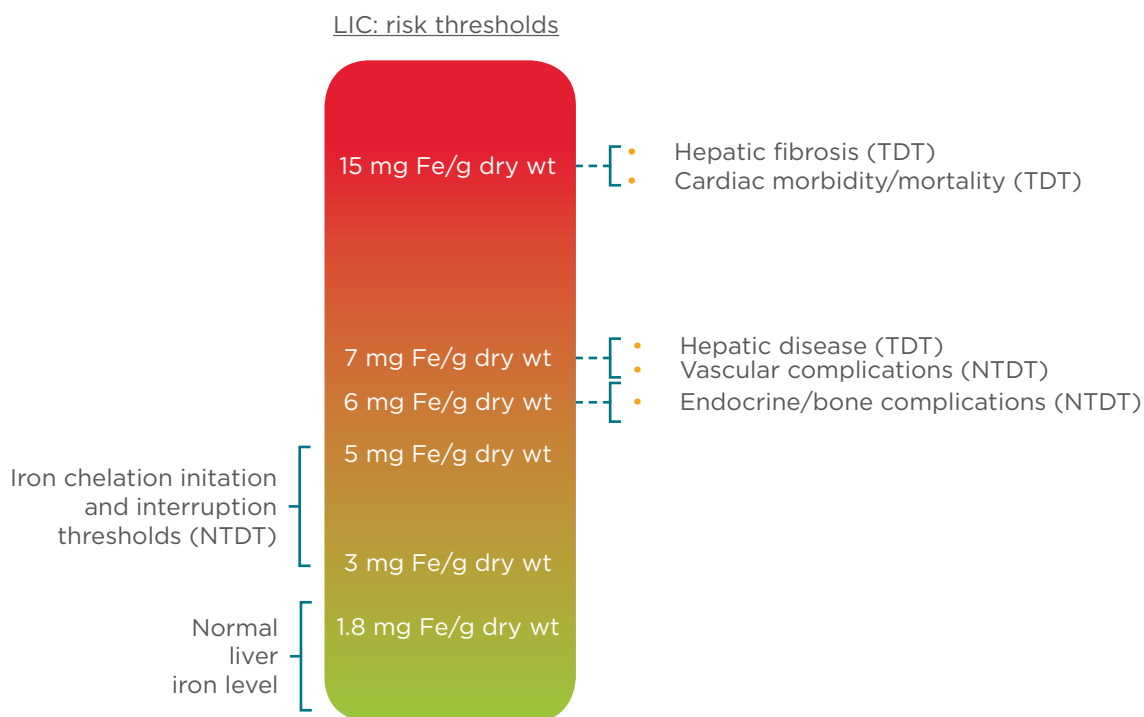 LIC: risk thresholds
15 mg Fe/g dry wt
• Hepatic fibrosis (TDT)
• Cardiac morbidity/mortality (TDT)
7 mg Fe/g dry wt
• Hepatic disease (TDT)
• Vascular complications (NTDT)
6 mg Fe/g dry wt
• Endocrine/bone complications (NTDT)
5 mg Fe/g dry wt
Iron chelation initation
and interruption
thresholds (NTDT)
3 mg Fe/g dry wt
1.8 mg Fe/g dry wt
Normal
liver
iron level